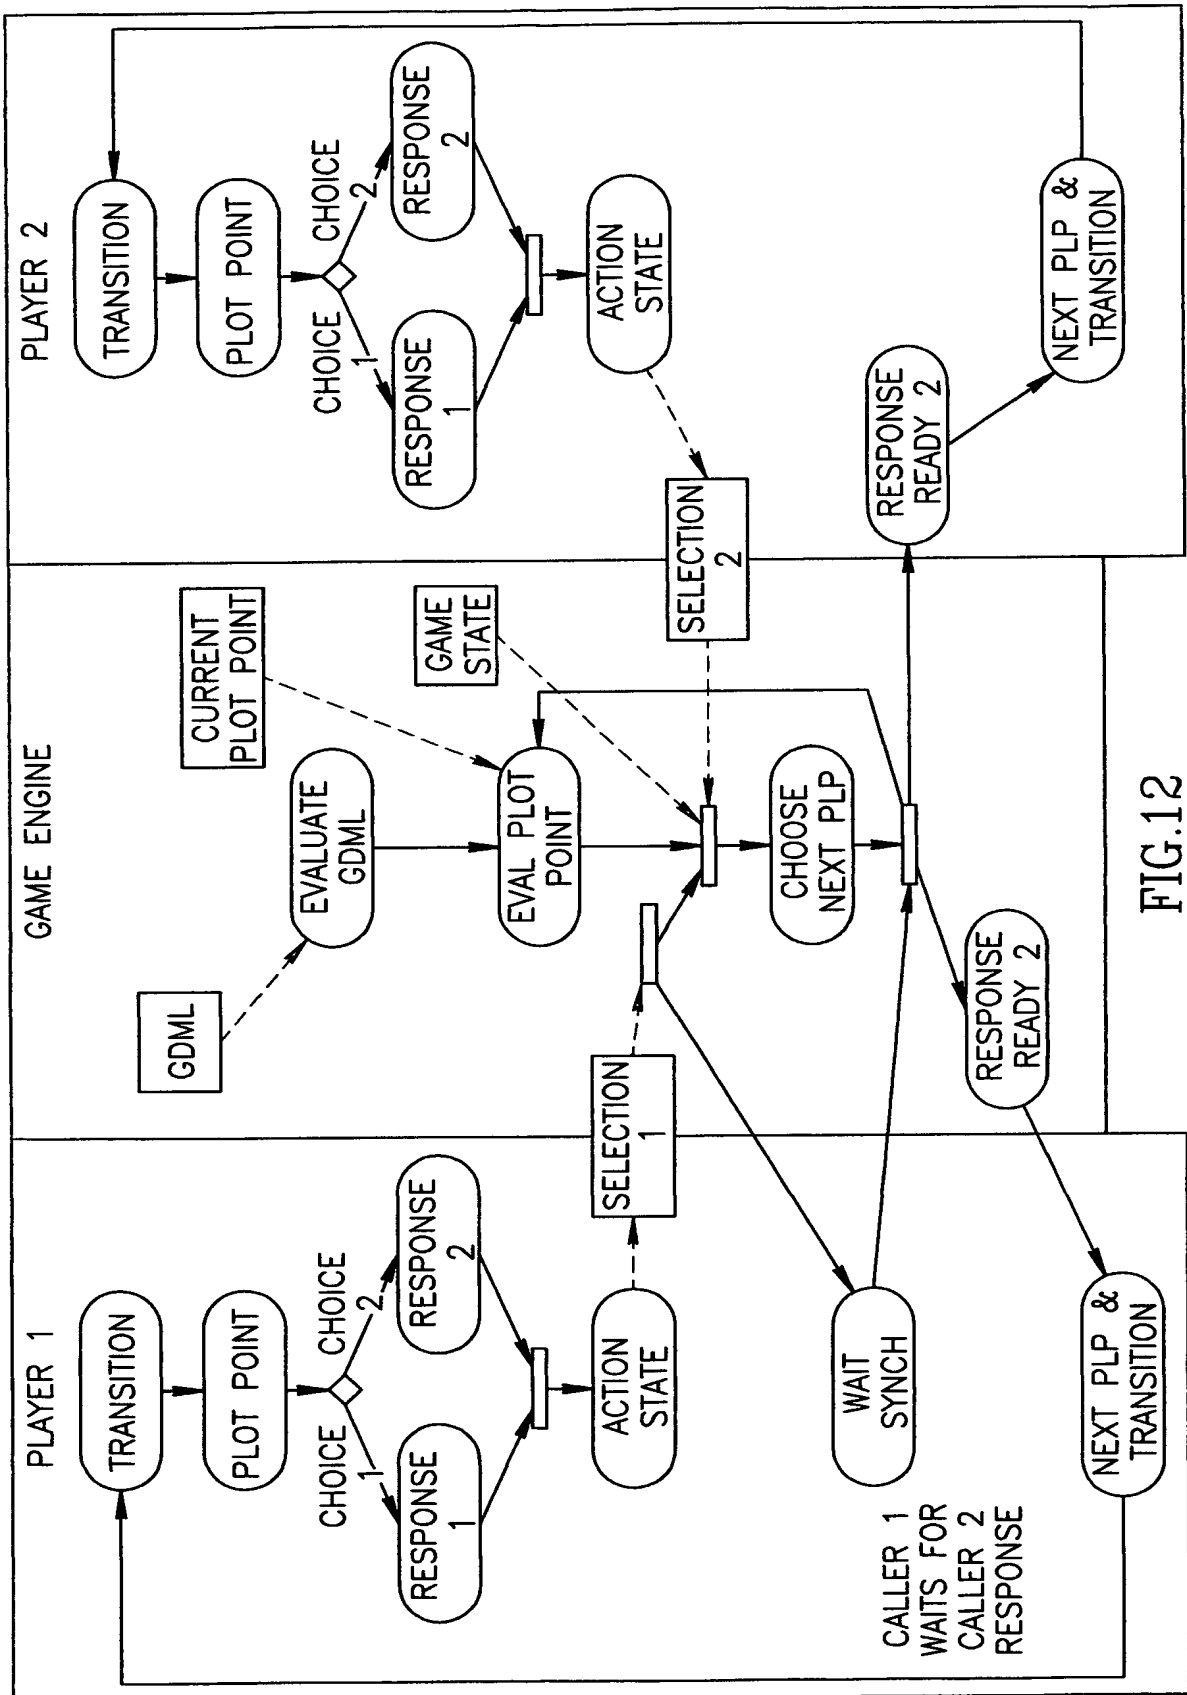 PLAYER 1
TRANSITION
PLOT POINT
CHOICE
1
CHOICE
2
RESPONSE
1
RESPONSE
2
ACTION
STATE
SELECTION
1
WAIT
SYNCH
CALLER 1
WAITS FOR
CALLER 2
RESPONSE
NEXT PLP &
TRANSITION
GAME ENGINE
GDML
EVALUATE
GDML
CURRENT
PLOT POINT
EVAL PLOT
POINT
GAME
STATE
CHOOSE
NEXT PLP
RESPONSE
READY 2
PLAYER 2
TRANSITION
PLOT POINT
CHOICE
1
CHOICE
2
RESPONSE
1
RESPONSE
2
ACTION
STATE
SELECTION
2
RESPONSE
READY 2
NEXT PLP &
TRANSITION
FIG.12